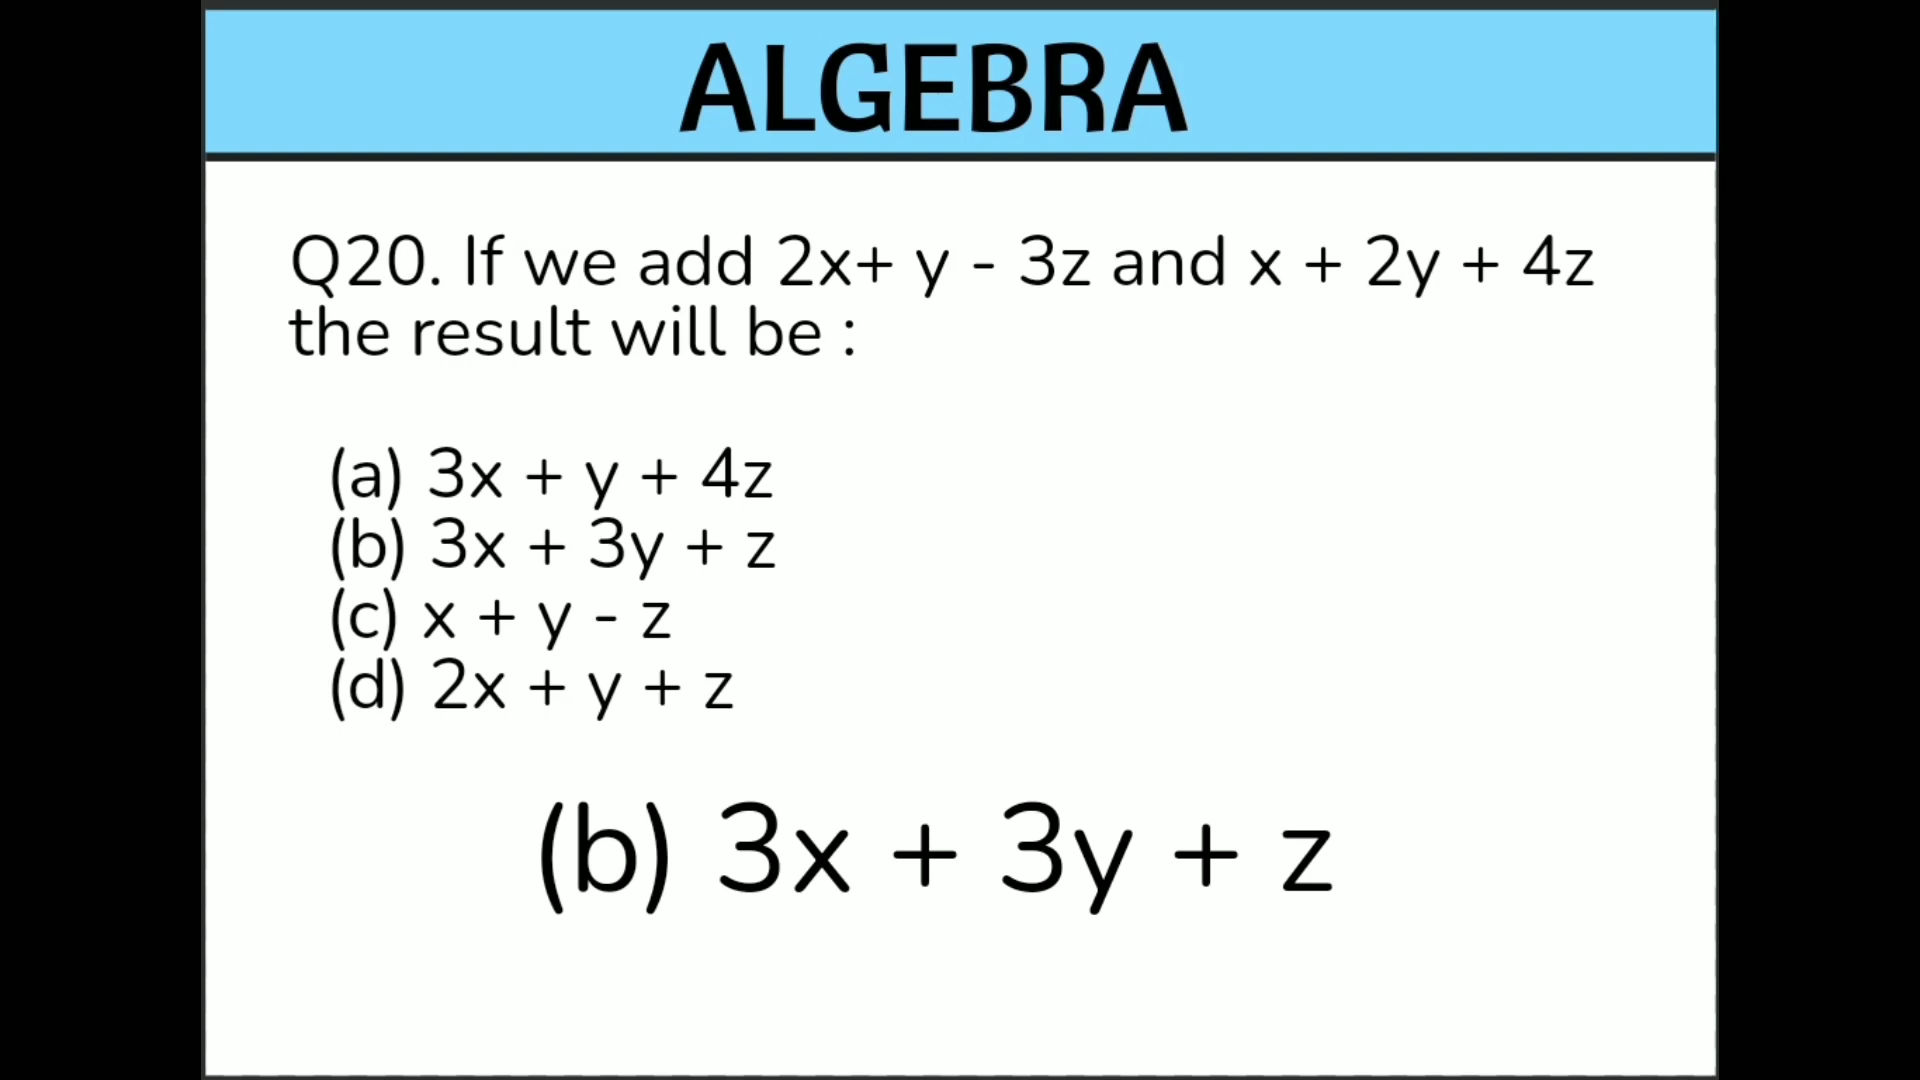 ALGEBRA
Q20. If we add 2x+ y - 3z and x + 2y + 4z
the result will be :
(a) 3x + y + 4z
(b) 3x + 3y + z
(c) x + y - z
(d) 2x + y + z
(b) 3x + 3y + z